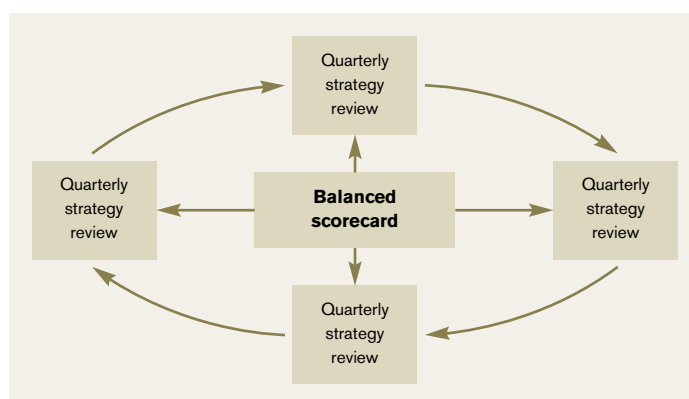 Quarterly
strategy
review
Quarterly
strategy
review
Balanced
scorecard
Quarterly
strategy
review
Quarterly
strategy
review